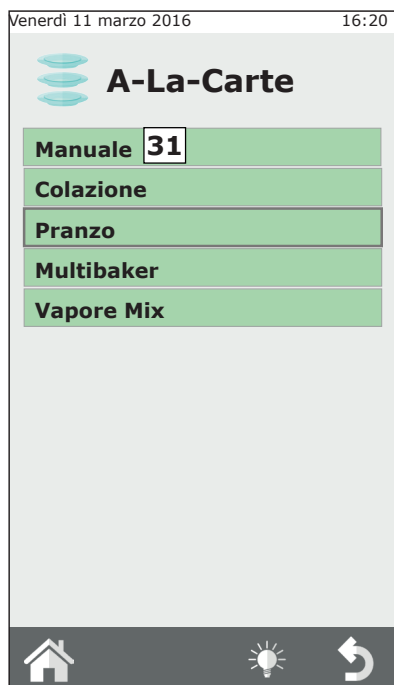 Venerdì 11 marzo 2016 16:20
A-La-Carte
Manuale 31
Colazione
Pranzo
Multibaker
Vapore Mix